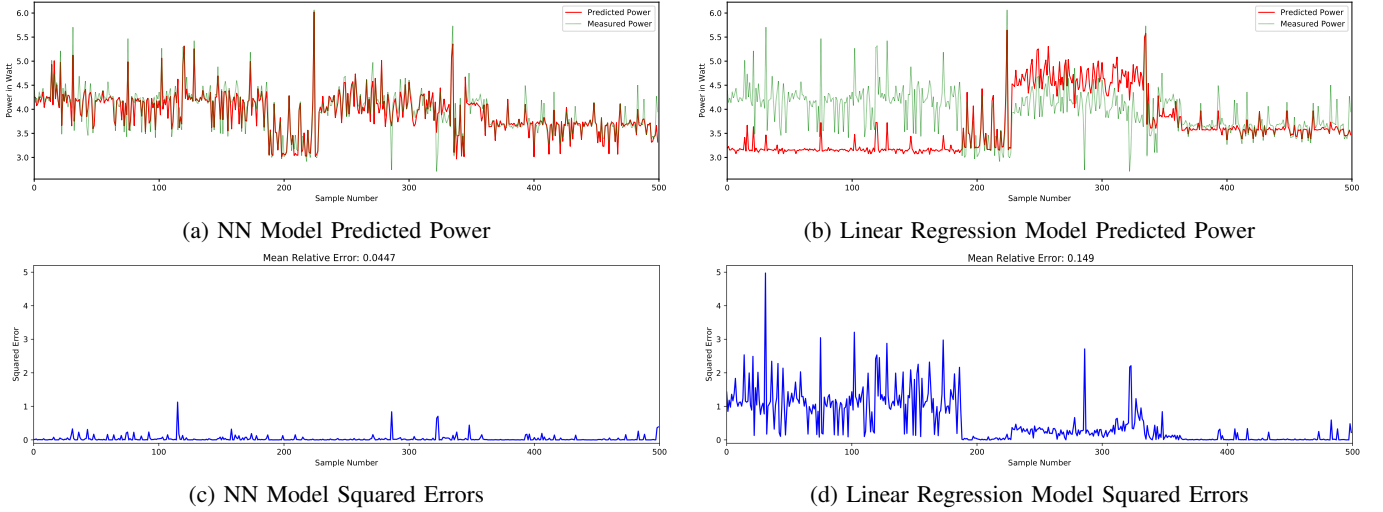 Predicted Power
Measured Power
Power in Watt
6.0
5.5
5.0
4.5
4.0
3.5
3.0
0 100 200 300 400 500
Sample Number
(a) NN Model Predicted Power
Predicted Power
Measured Power
Power in Watt
6.0
5.5
5.0
4.5
4.0
3.5
3.0
0 100 200 300 400 500
Sample Number
(b) Linear Regression Model Predicted Power
Mean Relative Error: 0.0447
Squared Error
5
4
3
2
1
0
0 100 200 300 400 500
Sample Number
(c) NN Model Squared Errors
Mean Relative Error: 0.149
Squared Error
5
4
3
2
1
0
0 100 200 300 400 500
Sample Number
(d) Linear Regression Model Squared Errors